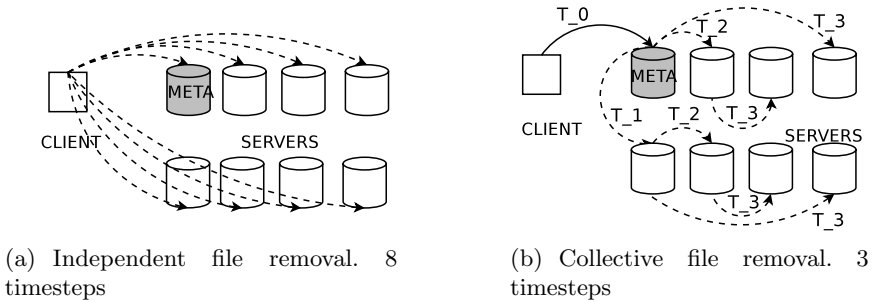 META
CLIENT
SERVERS
(a) Independent file removal. 8
timesteps
T_0
T_2
T_3
META
T_1
T_2
T_3
CLIENT
SERVERS
T_3
T_3
(b) Collective file removal. 3
timesteps